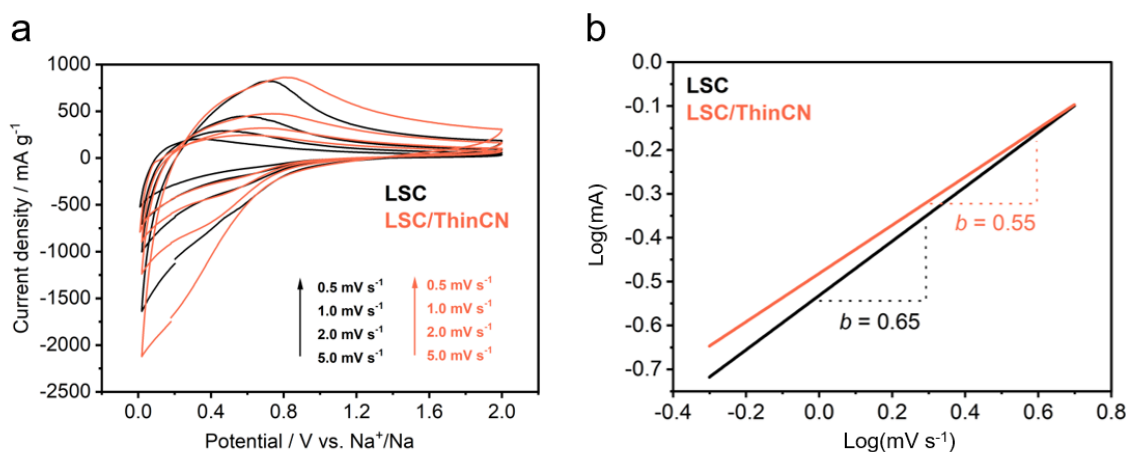 a
1000
500
0
-500
-1000
-1500
-2000
-2500
Current density / mA g⁻¹
0.0 0.4 0.8 1.2 1.6 2.0
Potential / V vs. Na⁺/Na
LSC
LSC/ThinCN
0.5 mV s⁻¹ 0.5 mV s⁻¹
1.0 mV s⁻¹ 1.0 mV s⁻¹
2.0 mV s⁻¹ 2.0 mV s⁻¹
5.0 mV s⁻¹ 5.0 mV s⁻¹
b
0.0
-0.1
-0.2
-0.3
-0.4
-0.5
-0.6
-0.7
Log(mA)
LSC
LSC/ThinCN
b = 0.55
b = 0.65
-0.4 -0.2 0.0 0.2 0.4 0.6 0.8
Log(mV s⁻¹)